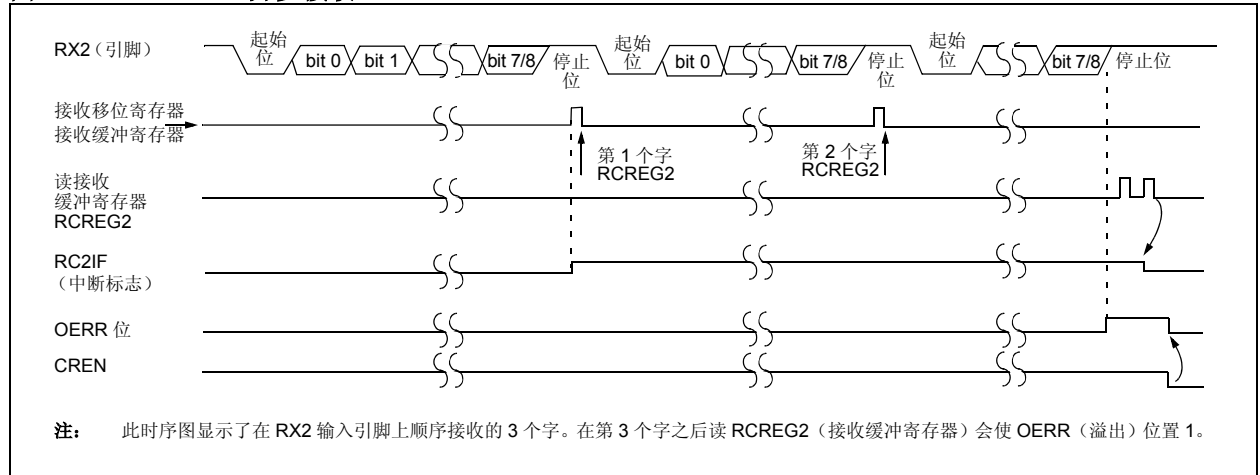 RX2（引脚）
起始
位
bit 0
bit 1
bit 7/8
停止
位
起始
位
bit 0
bit 7/8
停止
位
起始
位
bit 7/8
停止位
接收移位寄存器
接收缓冲寄存器
第 1 个字
RCREG2
第 2 个字
RCREG2
读接收
缓冲寄存器
RCREG2
RC2IF
（中断标志）
OERR 位
CREN
注： 此时序图显示了在 RX2 输入引脚上顺序接收的 3 个字。在第 3 个字之后读 RCREG2（接收缓冲寄存器）会使 OERR（溢出）位置 1。